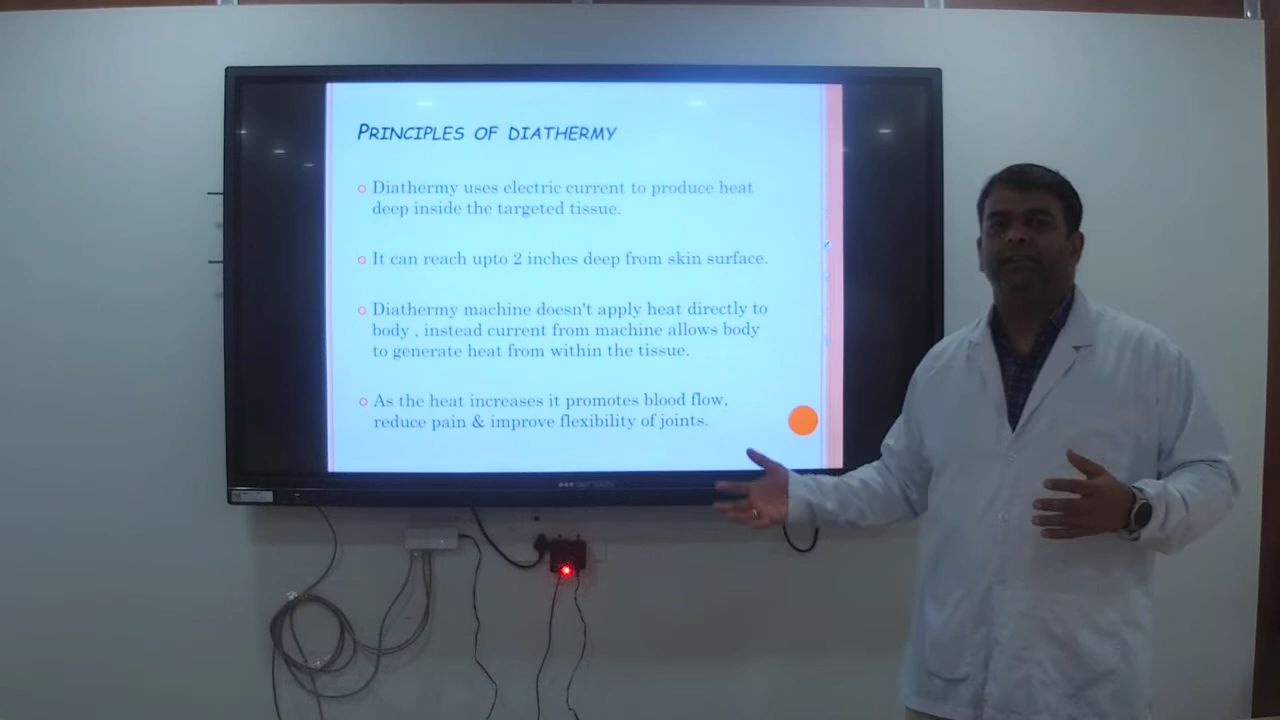 PRINCIPLES OF DIATHERMY
Diathermy uses electric current to produce heat
deep inside the targeted tissue.
It can reach upto 2 inches deep from skin surface.
Diathermy machine doesn't apply heat directly to
body , instead current from machine allows body
to generate heat from within the tissue.
As the heat increases it promotes blood flow,
reduce pain & improve flexibility of joints.